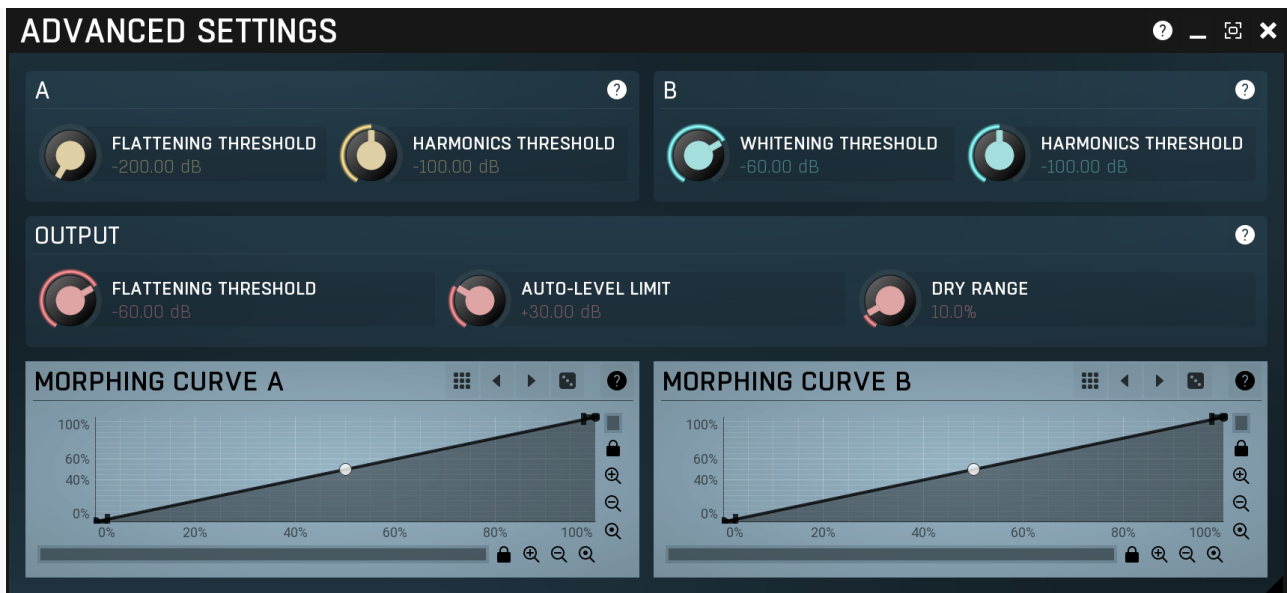 ADVANCED SETTINGS
A
FLATTENING THRESHOLD
-200.00 dB
HARMONICS THRESHOLD
-100.00 dB
B
WHITENING THRESHOLD
-60.00 dB
HARMONICS THRESHOLD
-100.00 dB
OUTPUT
FLATTENING THRESHOLD
-60.00 dB
AUTO-LEVEL LIMIT
+30.00 dB
DRY RANGE
10.0%
MORPHING CURVE A
100%
60%
40%
0%
0% 20% 40% 60% 80% 100%
MORPHING CURVE B
100%
60%
40%
0%
0% 20% 40% 60% 80% 100%